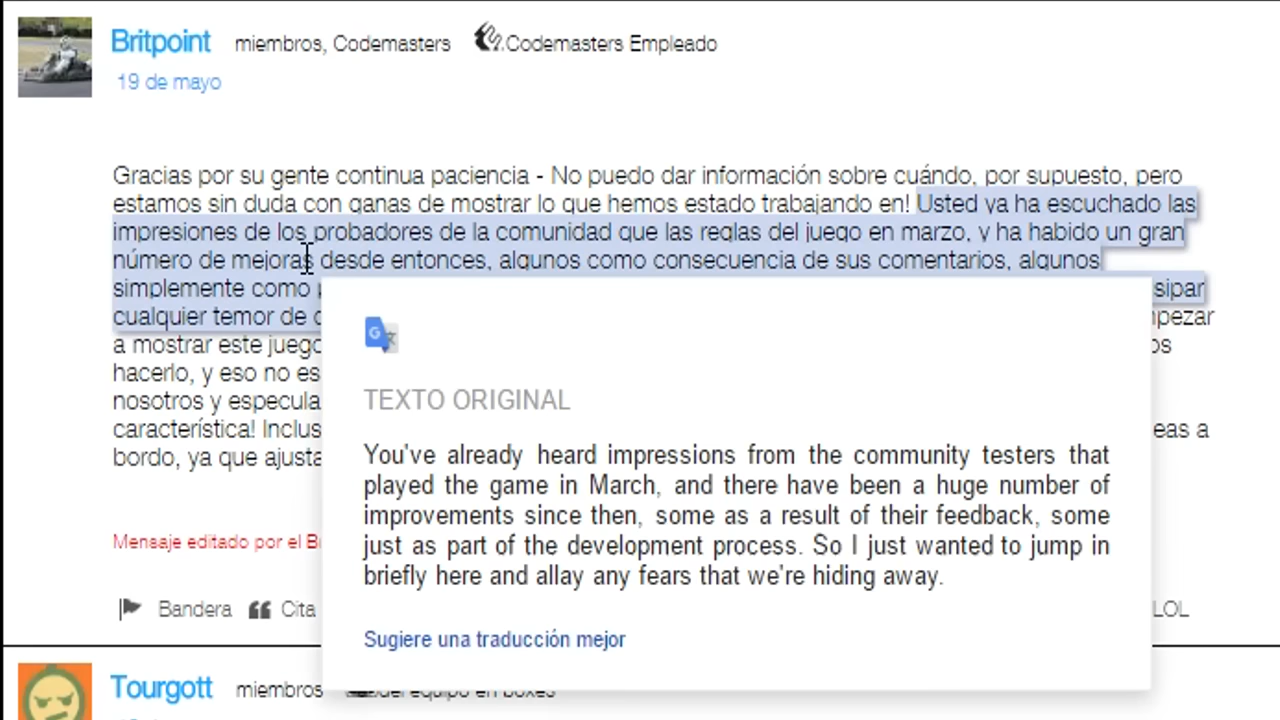 Britpoint miembros, Codemasters Codemasters Empleado
19 de mayo
Gracias por su gente continua paciencia - No puedo dar información sobre cuándo, por supuesto, pero
estamos sin duda con ganas de mostrar lo que hemos estado trabajando en! Usted ya ha escuchado las
impresiones de los probadores de la comunidad que las reglas del juego en marzo, y ha habido un gran
número de mejoras desde entonces, algunos como consecuencia de sus comentarios, algunos
simplemente como
cualquier temor de
a mostrar este juego
hacerlo, y eso no es
nosotros y especula
característica! Inclus eas a
bordo, ya que ajusta
Mensaje editado por el
Bandera Cita LOL
G
TEXTO ORIGINAL
You've already heard impressions from the community testers that
played the game in March, and there have been a huge number of
improvements since then, some as a result of their feedback, some
just as part of the development process. So I just wanted to jump in
briefly here and allay any fears that we're hiding away.
Sugiere una traducción mejor
Tourgott miembros